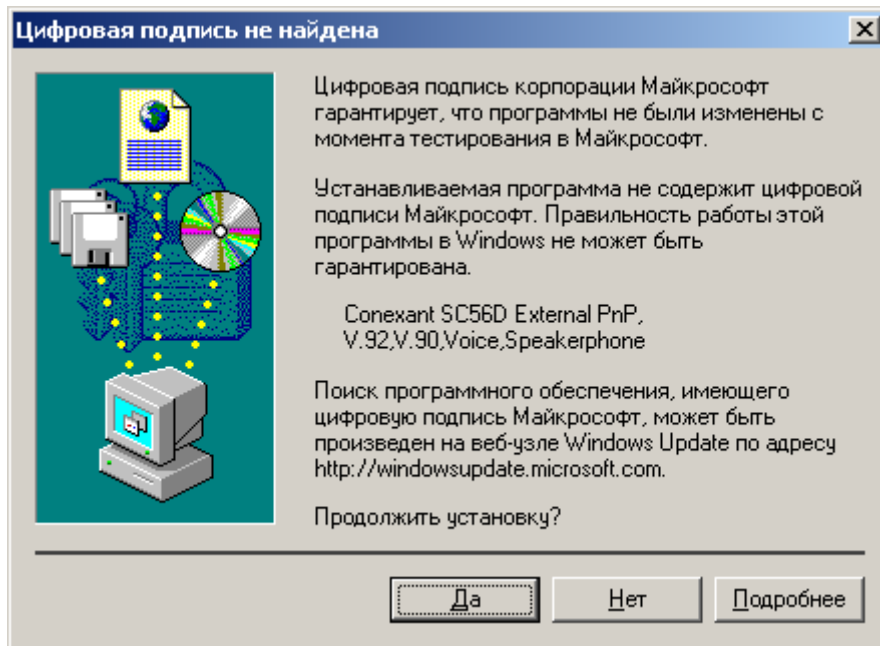 Цифровая подпись не найдена
Цифровая подпись корпорации Майкрософт
гарантирует, что программы не были изменены с
момента тестирования в Майкрософт.
Устанавливаемая программа не содержит цифровой
подписи Майкрософт. Правильность работы этой
программы в Windows не может быть
гарантирована.
Conexant SC56D External PnP,
V.92,V.90,Voice,Speakerphone
Поиск программного обеспечения, имеющего
цифровую подпись Майкрософт, может быть
произведен на веб-узле Windows Update по адресу
http://windowsupdate.microsoft.com.
Продолжить установку?
Да Нет Подробнее